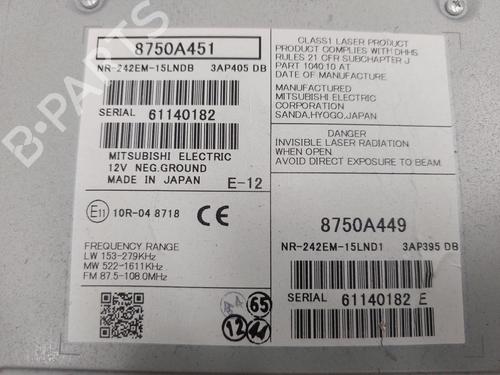 8750A451
NR-242EM-15LNDB 3AP405 DB
SERIAL 61140182
MITSUBISHI ELECTRIC
12V NEG.GROUND
MADE IN JAPAN E-12
E11 10R-04 8718 CE
FREQUENCY RANGE
LW 153-279KHz
MW 522-1611KHz
FM 87.5-108.0MHz
65
12
CLASS1 LASER PRODUCT
PRODUCT COMPLIES WITH DHHS
RULES 21 CFR SUBCHAPTER J
PART 1040.10 AT
DATE OF MANUFACTURE
MANUFACTURED
MITSUBISHI ELECTRIC
CORPORATION
SANDA,HYOGO,JAPAN
DANGER
INVISIBLE LASER RADIATION
WHEN OPEN
AVOID DIRECT EXPOSURE TO BEAM
8750A449
NR-242EM-15LND1 3AP395 DB
SERIAL 61140182 E
B-PARTS